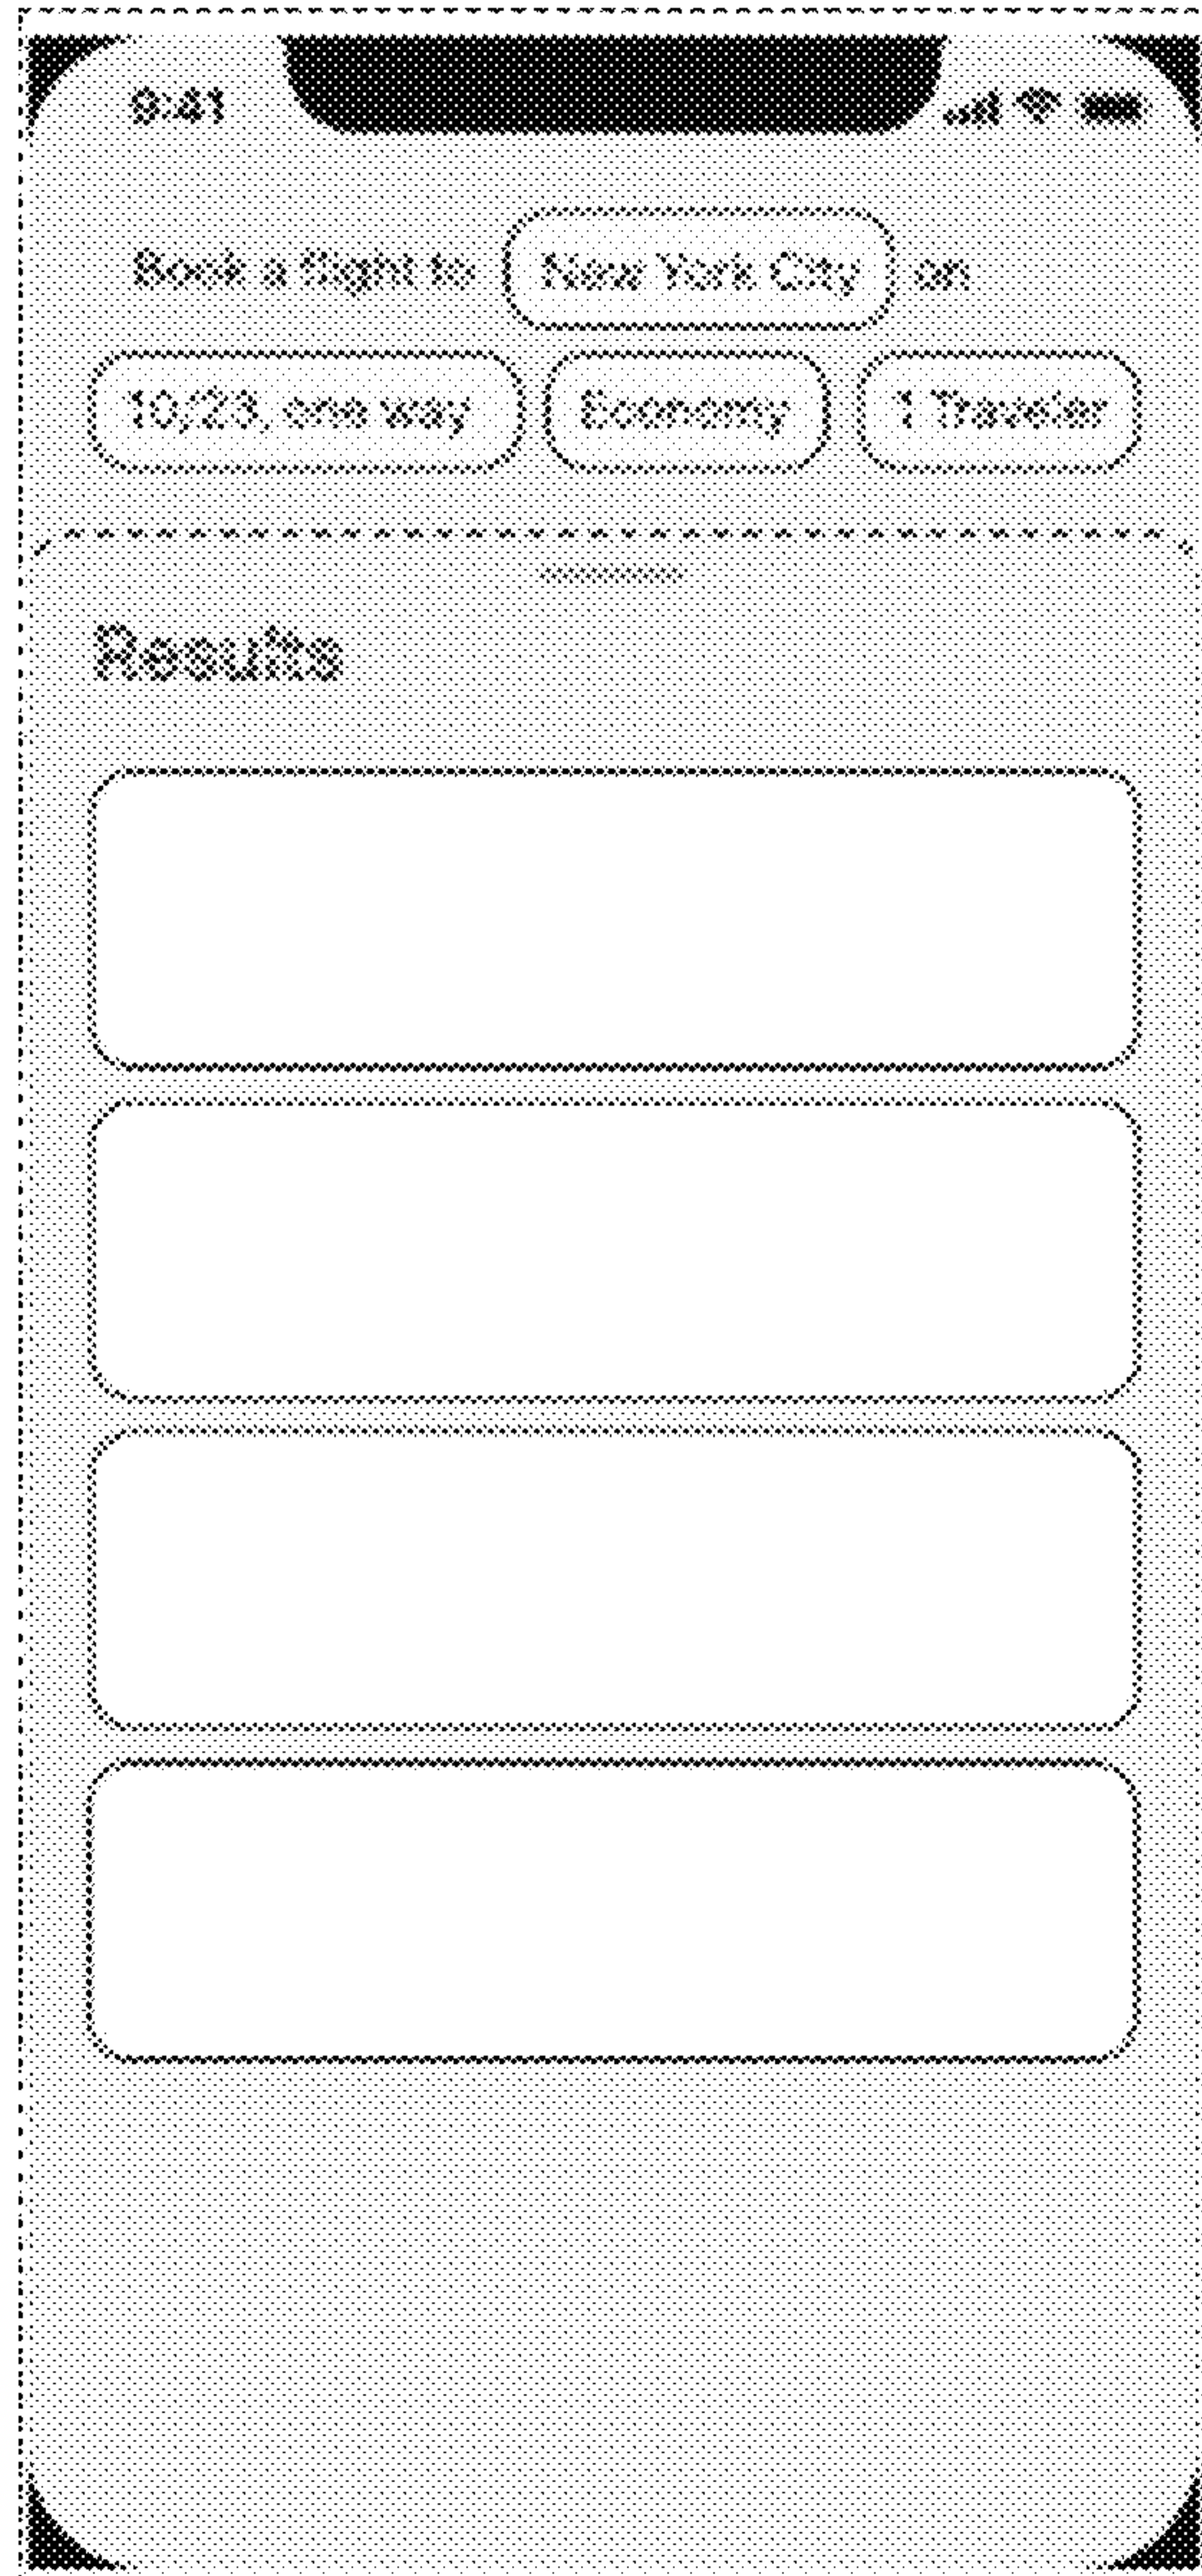 9:41
Book a flight to New York City on
10/23, one way Economy 1 Traveler
Results